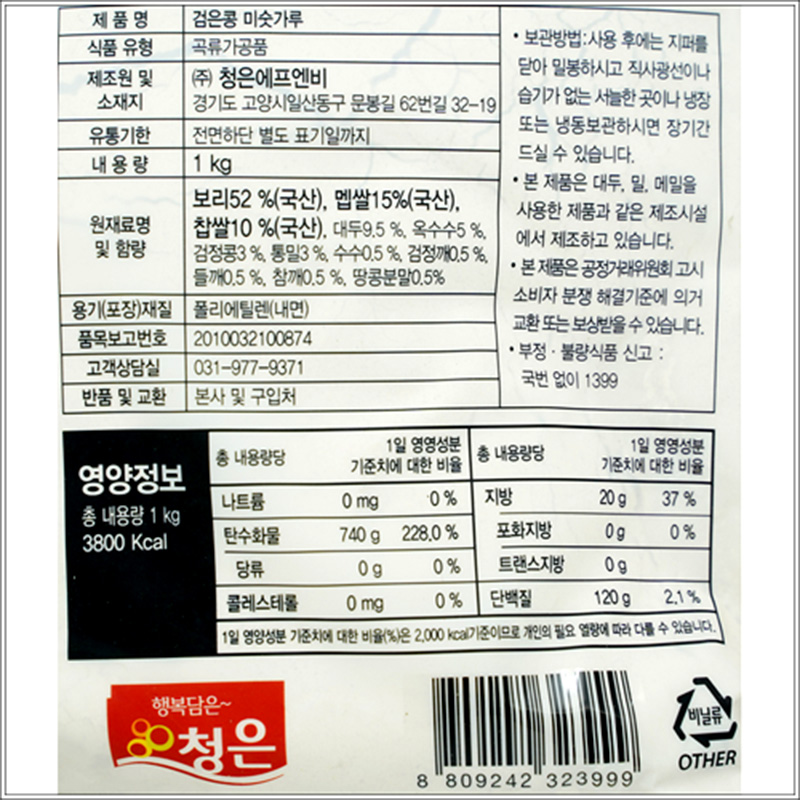 제 품 명 검은콩 미숫가루
식품 유형 곡류가공품
제조원 및
소재지
㈜ 청은에프엔비
경기도 고양시일산동구 문봉길 62번길 32-19
유통기한 전면하단 별도 표기일까지
내 용 량 1 kg
원재료명
및 함량
보리52 %(국산), 멥쌀15%(국산),
찹쌀10 %(국산), 대두9.5 %, 옥수수5 %,
검정콩3 %, 통밀3 %, 수수0.5 %, 검정깨0.5 %,
들깨0.5 %, 참깨0.5 %, 땅콩분말0.5%
용기(포장)재질 폴리에틸렌(내면)
품목보고번호 2010032100874
고객상담실 031-977-9371
반품 및 교환 본사 및 구입처
• 보관방법:사용 후에는 지퍼를
닫아 밀봉하시고 직사광선이나
습기가 없는 서늘한 곳이나 냉장
또는 냉동보관하시면 장기간
드실 수 있습니다.
• 본 제품은 대두, 밀, 메밀을
사용한 제품과 같은 제조시설
에서 제조하고 있습니다.
• 본 제품은 공정거래위원회 고시
소비자 분쟁 해결기준에 의거
교환 또는 보상받을 수 있습니다.
• 부정 · 불량식품 신고 :
국번 없이 1399
영양정보
총 내용량 1 kg
3800 Kcal
총 내용량당 1일 영영성분
기준치에 대한 비율
나트륨 0 mg 0 %
탄수화물 740 g 228.0 %
당류 0 g 0 %
콜레스테롤 0 mg 0 %
총 내용량당 1일 영영성분
기준치에 대한 비율
지방 20 g 37 %
포화지방 0 g 0 %
트랜스지방 0 g
단백질 120 g 2.1 %
1일 영양성분 기준치에 대한 비율(%)은 2,000 kcal기준이므로 개인의 필요 열량에 따라 다를 수 있습니다.
행복담은~
청은
8 809242 323999
비닐류
OTHER